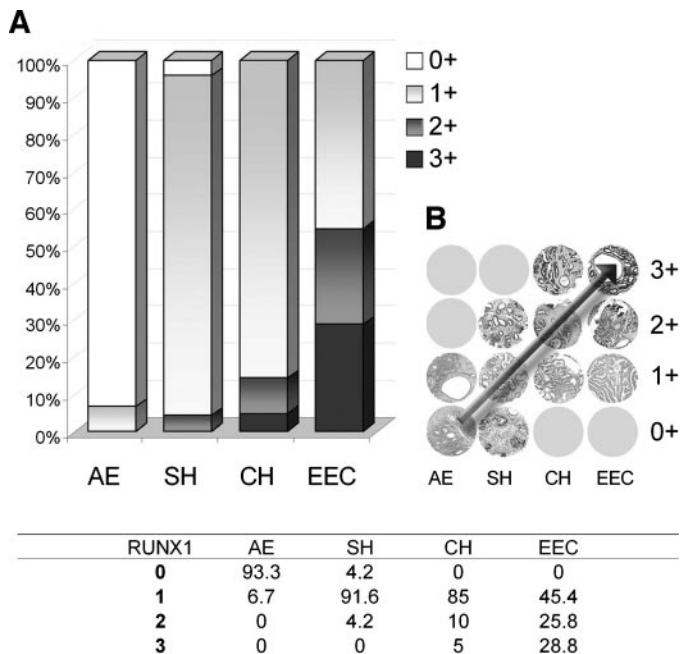 A
100%
90%
80%
70%
60%
50%
40%
30%
20%
10%
0%
AE SH CH EEC
0+
1+
2+
3+
B
3+
2+
1+
0+
AE SH CH EEC
RUNX1 AE SH CH EEC
0 93.3 4.2 0 0
1 6.7 91.6 85 45.4
2 0 4.2 10 25.8
3 0 0 5 28.8